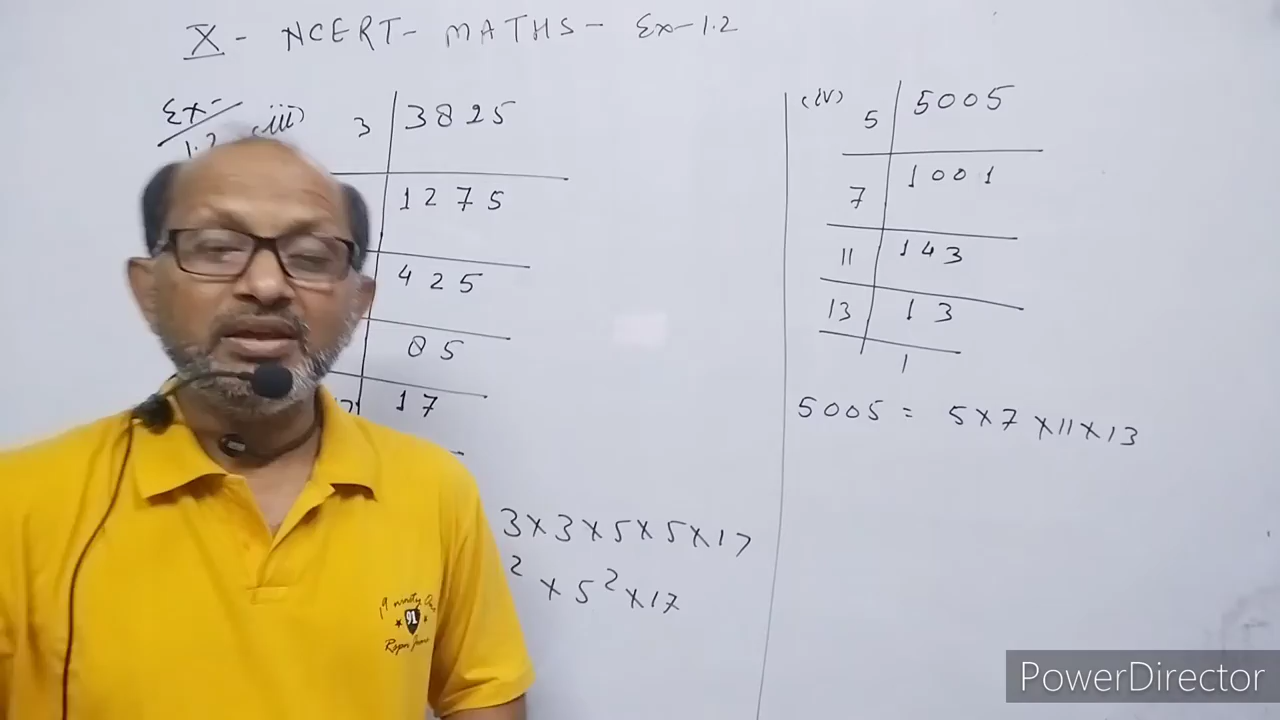 X - NCERT - MATHS - Ex-1.2
Ex-
1.2 (iii)
3 | 3825
1275
425
85
17
3×3×5×5×17
2 × 5² ×17
(iv)
5 | 5005
7 | 1001
11 | 143
13 | 13
1
5005 = 5×7×11×13
91
PowerDirector